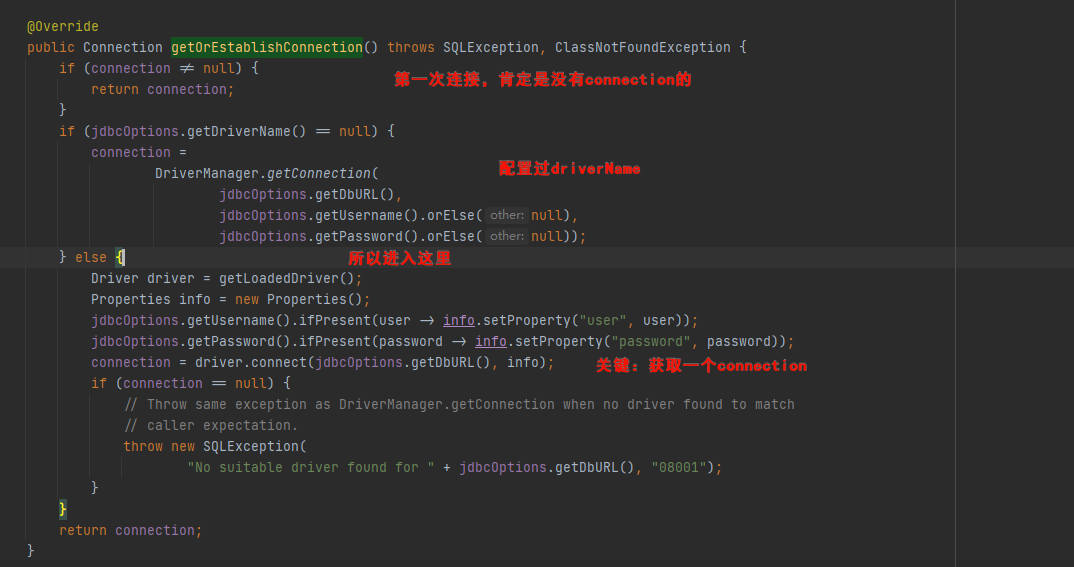 @Override
public Connection getOrEstablishConnection() throws SQLException, ClassNotFoundException {
if (connection ≠ null) {
第一次连接，肯定是没有connection的
return connection;
}
if (jdbcOptions.getDriverName() == null) {
connection =
配置过driverName
DriverManager.getConnection(
jdbcOptions.getDbURL(),
jdbcOptions.getUsername().orElse( other: null),
jdbcOptions.getPassword().orElse( other: null));
} else {
所以进入这里
Driver driver = getLoadedDriver();
Properties info = new Properties();
jdbcOptions.getUsername().ifPresent(user → info.setProperty("user", user));
jdbcOptions.getPassword().ifPresent(password → info.setProperty("password", password));
connection = driver.connect(jdbcOptions.getDbURL(), info);
关键：获取一个connection
if (connection == null) {
// Throw same exception as DriverManager.getConnection when no driver found to match
// caller expectation.
throw new SQLException(
"No suitable driver found for " + jdbcOptions.getDbURL(), "08001");
}
}
return connection;
}